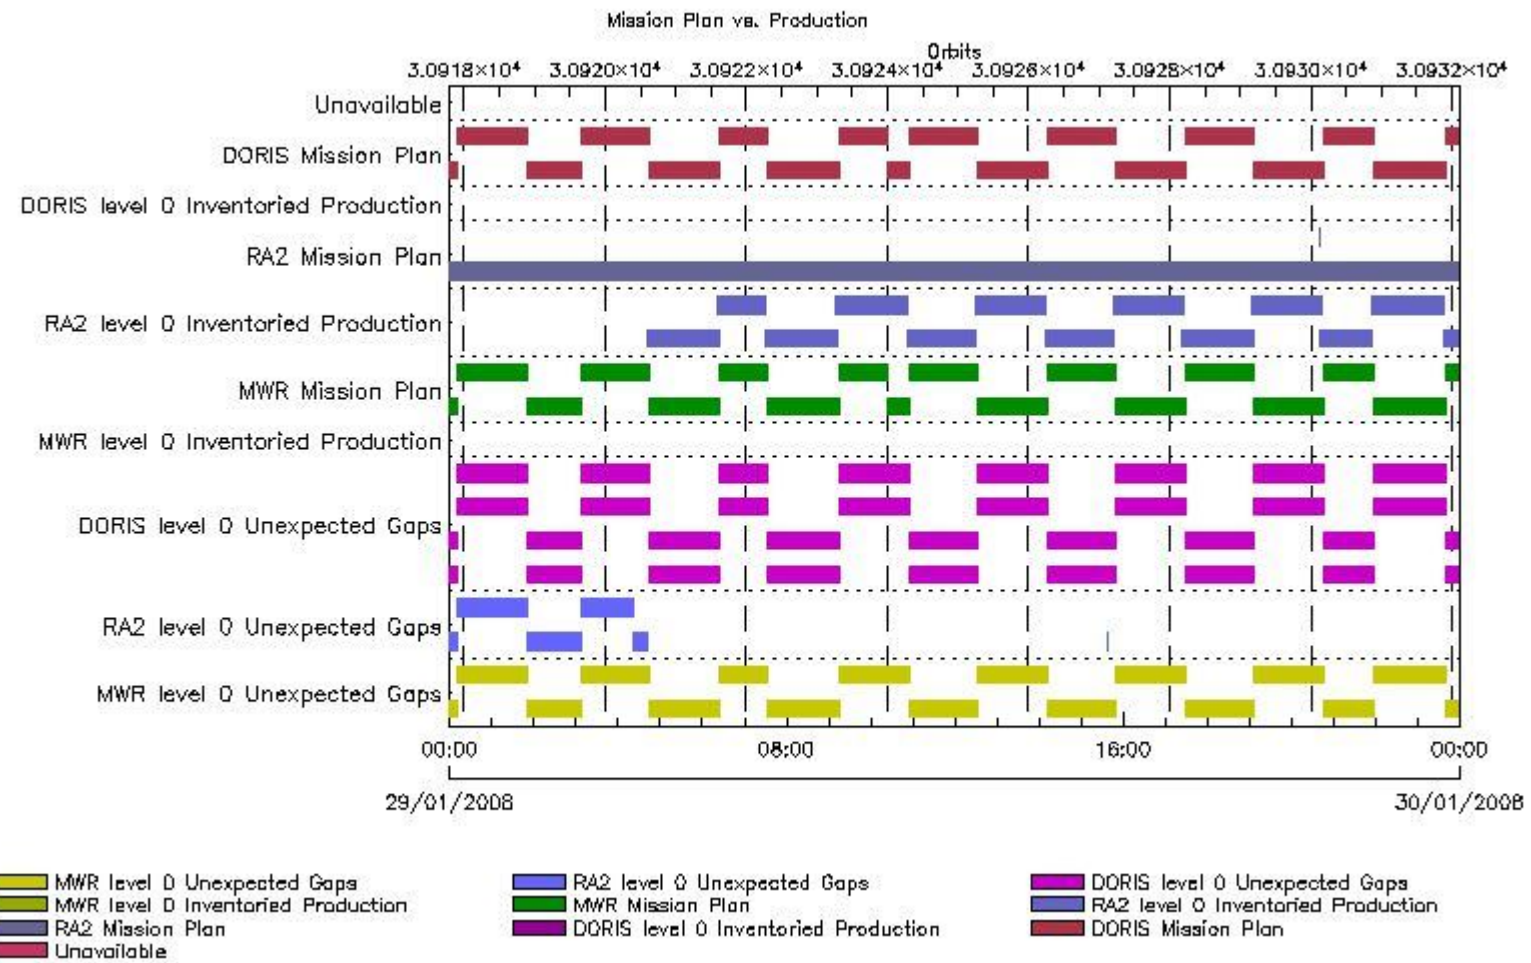 Mission Plan vs. Production
Orbits
3.0918×10⁴ 3.0920×10⁴ 3.0922×10⁴ 3.0924×10⁴ 3.0926×10⁴ 3.0928×10⁴ 3.0930×10⁴ 3.0932×10⁴
Unavailable
DORIS Mission Plan
DORIS level 0 Inventoried Production
RA2 Mission Plan
RA2 level 0 Inventoried Production
MWR Mission Plan
MWR level 0 Inventoried Production
DORIS level 0 Unexpected Gaps
RA2 level 0 Unexpected Gaps
MWR level 0 Unexpected Gaps
00:00 08:00 16:00 00:00
29/01/2008 30/01/2008
MWR level 0 Unexpected Gaps RA2 level 0 Unexpected Gaps DORIS level 0 Unexpected Gaps
MWR level 0 Inventoried Production MWR Mission Plan RA2 level 0 Inventoried Production
RA2 Mission Plan DORIS level 0 Inventoried Production DORIS Mission Plan
Unavailable